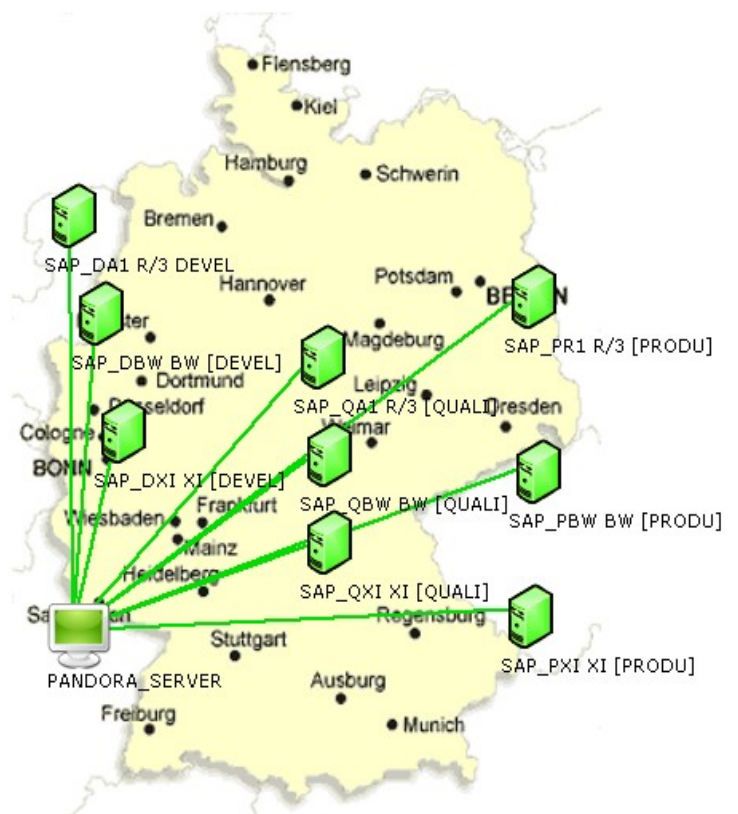 Flensberg
Kiel
Hamburg
Schwerin
Bremen
SAP_DA1 R/3 DEVEL
Hannover
Potsdam
SAP_PR1 R/3 [PRODU]
Magdeburg
SAP_DBW BW [DEVEL]
Dortmund
Leipzig
SAP_QA1 R/3 [QUALI]
Dresden
Cologne
BONN
SAP_DXI XI [DEVEL]
SAP_QBW BW [QUALI]
Wiesbaden
Frankfurt
SAP_PBW BW [PRODU]
Mainz
Heidelberg
SAP_QXI XI [QUALI]
Regensburg
Stuttgart
SAP_PXI XI [PRODU]
PANDORA_SERVER
Ausburg
Freiburg
Munich